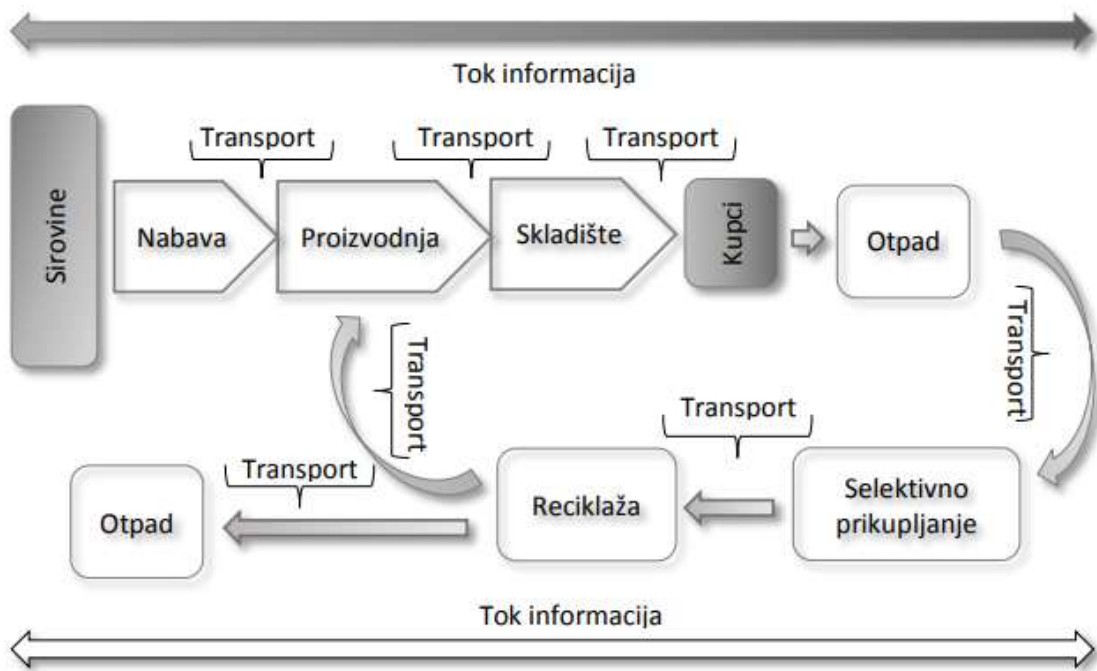 Tok informacija
Transport
Transport
Transport
Sirovine
Nabava
Proizvodnja
Skladište
Kupci
Otpad
Transport
Transport
Transport
Transport
Otpad
Reciklaža
Selektivno
prikupljanje
Tok informacija